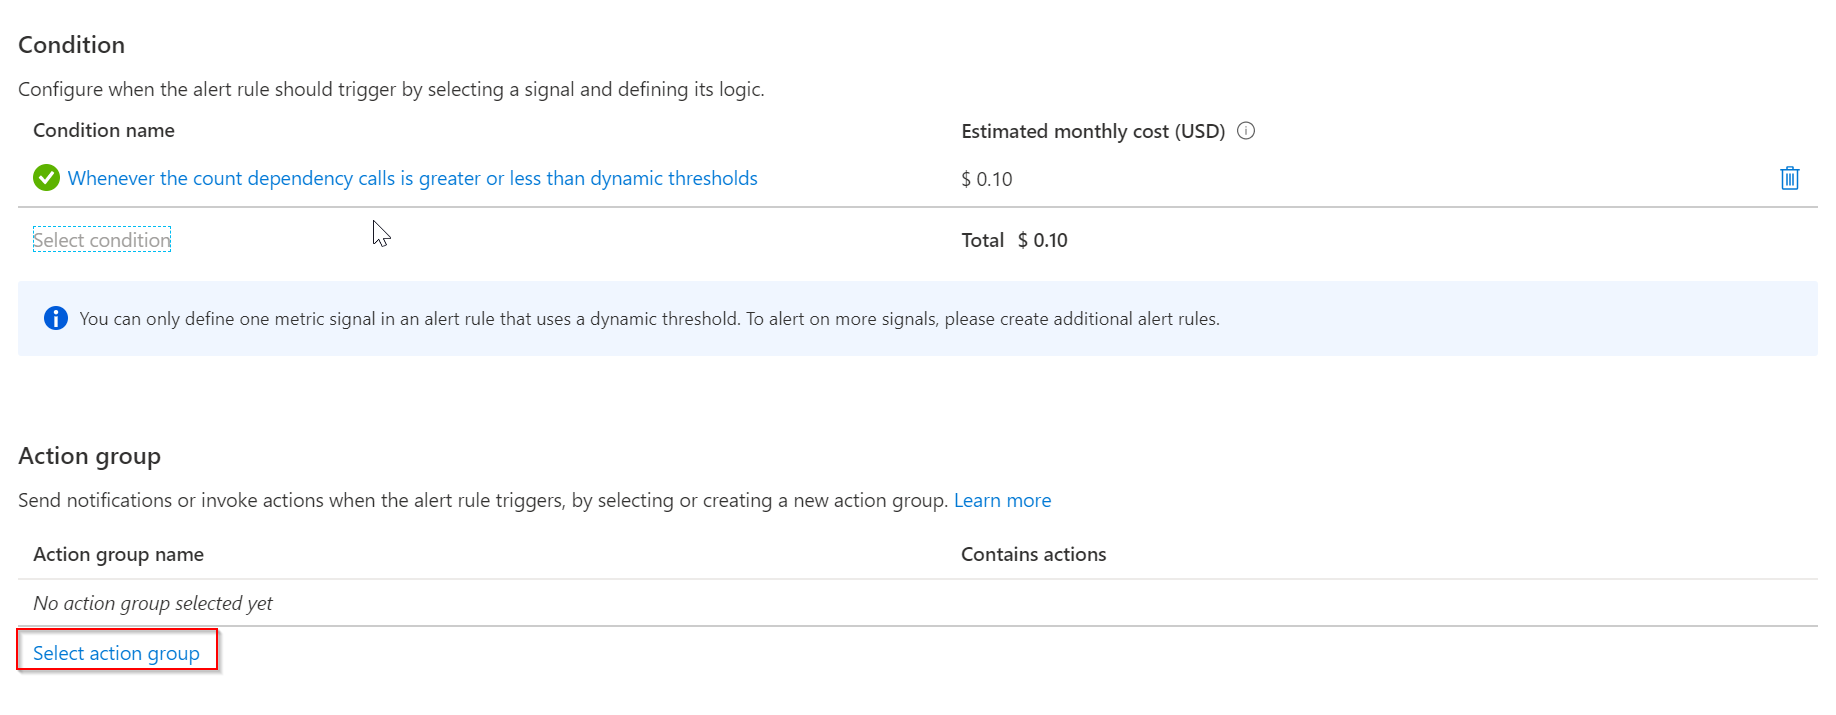 Condition
Configure when the alert rule should trigger by selecting a signal and defining its logic.
Condition name
Estimated monthly cost (USD)
Whenever the count dependency calls is greater or less than dynamic thresholds
$ 0.10
Select condition
Total $ 0.10
You can only define one metric signal in an alert rule that uses a dynamic threshold. To alert on more signals, please create additional alert rules.
Action group
Send notifications or invoke actions when the alert rule triggers, by selecting or creating a new action group. Learn more
Action group name
Contains actions
No action group selected yet
Select action group